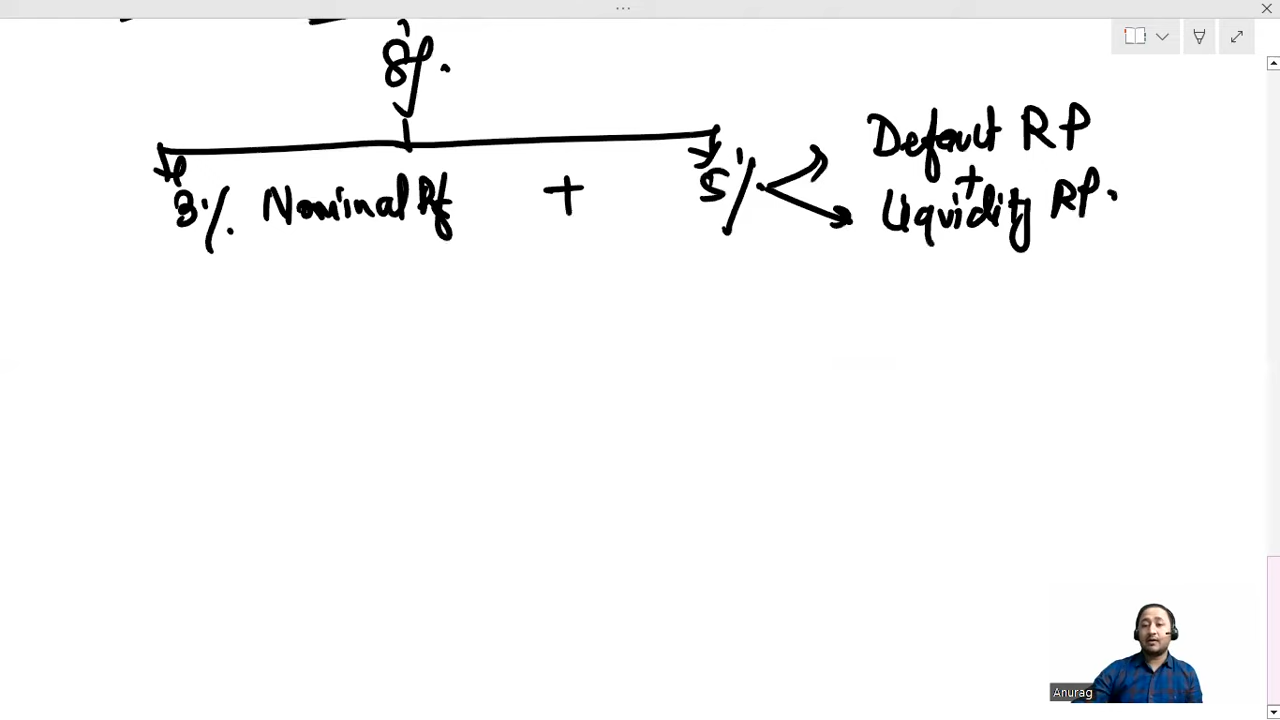 8%.
Default RP
+
3%. Nominal Rf + 5%.
Liquidity RP.
Anurag